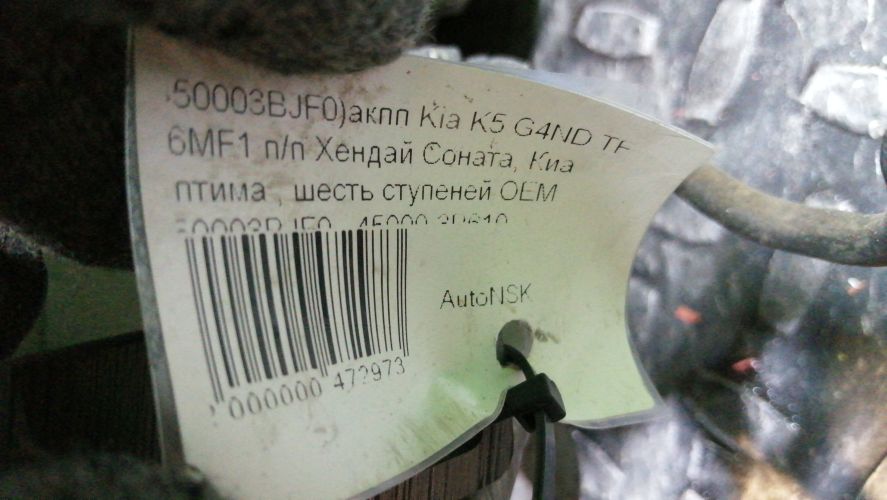 50003BJF0)акпп Kia K5 G4ND TF
6MF1 п/п Хендай Соната, Киа
птима , шесть ступеней OEM
AutoNSK
000000 472973